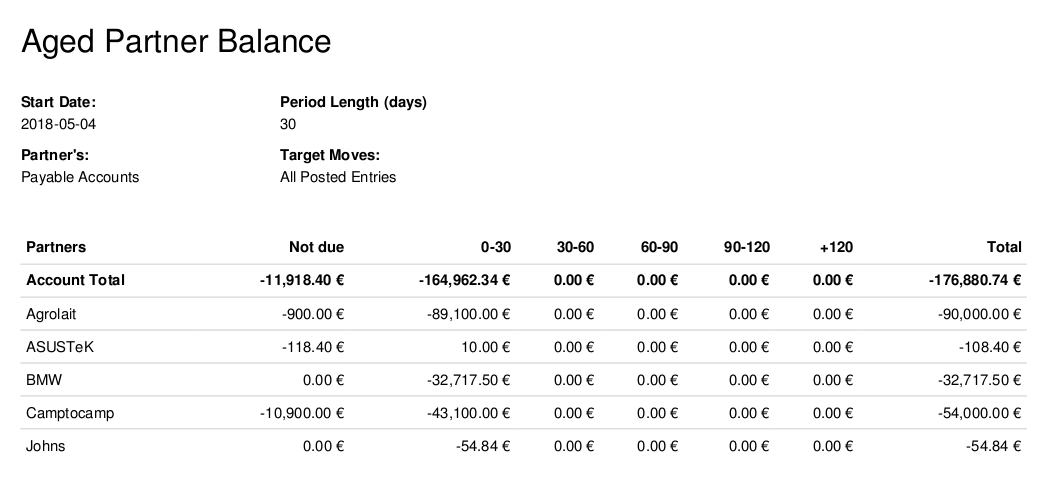 Aged Partner Balance
Start Date: Period Length (days)
2018-05-04 30
Partner's: Target Moves:
Payable Accounts All Posted Entries
Partners Not due 0-30 30-60 60-90 90-120 +120 Total
Account Total -11,918.40 € -164,962.34 € 0.00 € 0.00 € 0.00 € 0.00 € -176,880.74 €
Agrolait -900.00 € -89,100.00 € 0.00 € 0.00 € 0.00 € 0.00 € -90,000.00 €
ASUSTeK -118.40 € 10.00 € 0.00 € 0.00 € 0.00 € 0.00 € -108.40 €
BMW 0.00 € -32,717.50 € 0.00 € 0.00 € 0.00 € 0.00 € -32,717.50 €
Camptocamp -10,900.00 € -43,100.00 € 0.00 € 0.00 € 0.00 € 0.00 € -54,000.00 €
Johns 0.00 € -54.84 € 0.00 € 0.00 € 0.00 € 0.00 € -54.84 €